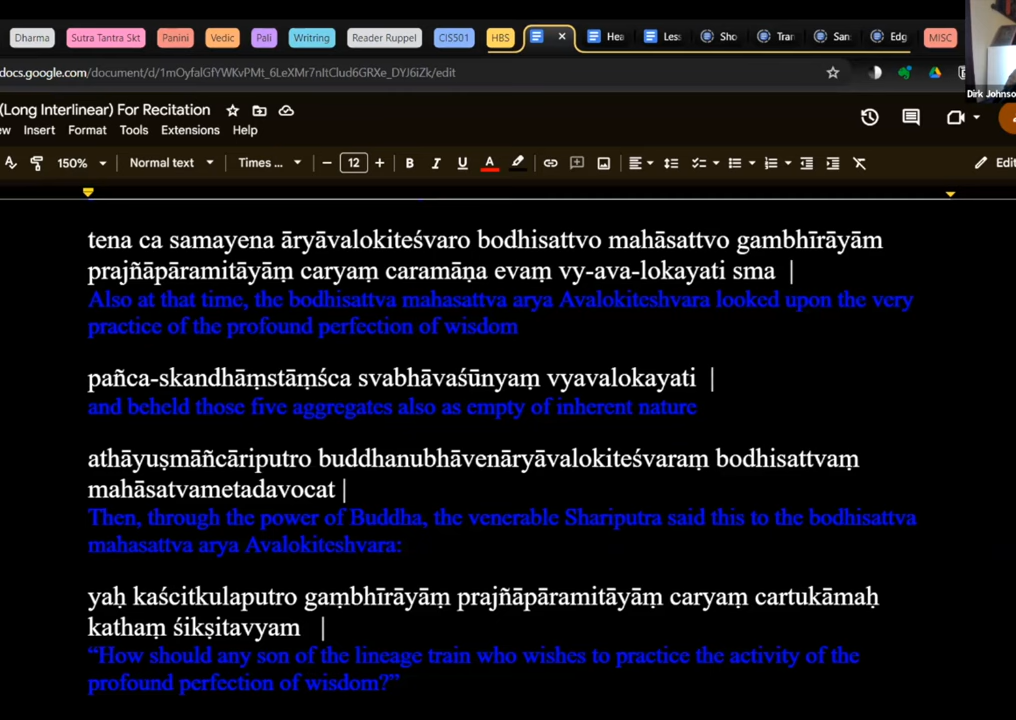 Dharma Sutra Tantra Skt Panini Vedic Pali Writring Reader Ruppel CIS501 HBS Hea Les: Sho Tra San Edg MISC
docs.google.com/document/d/1mOyfalGfYWKvPMt_6LeXMr7nItClud6GRXe_DYJ6iZk/edit
Dirk Johnso
(Long Interlinear) For Recitation
ew Insert Format Tools Extensions Help
150% Normal text Times ... 12 B I U A Edit
tena ca samayena āryāvalokiteśvaro bodhisattvo mahāsattvo gambhīrāyām
prajñāpāramitāyāṃ caryaṃ caramāṇa evaṃ vy-ava-lokayati sma |
Also at that time, the bodhisattva mahasattva arya Avalokiteshvara looked upon the very
practice of the profound perfection of wisdom
pañca-skandhāṃstāṃśca svabhāvaśūnyaṃ vyavalokayati |
and beheld those five aggregates also as empty of inherent nature
athāyuṣmāñcāriputro buddhanubhāvenāryāvalokiteśvaraṃ bodhisattvaṃ
mahāsatvametadavocat |
Then, through the power of Buddha, the venerable Shariputra said this to the bodhisattva
mahasattva arya Avalokiteshvara:
yaḥ kaścitkulaputro gaṃbhīrāyāṃ prajñāpāramitāyāṃ caryaṃ cartukāmaḥ
kathaṃ śikṣitavyam |
“How should any son of the lineage train who wishes to practice the activity of the
profound perfection of wisdom?”